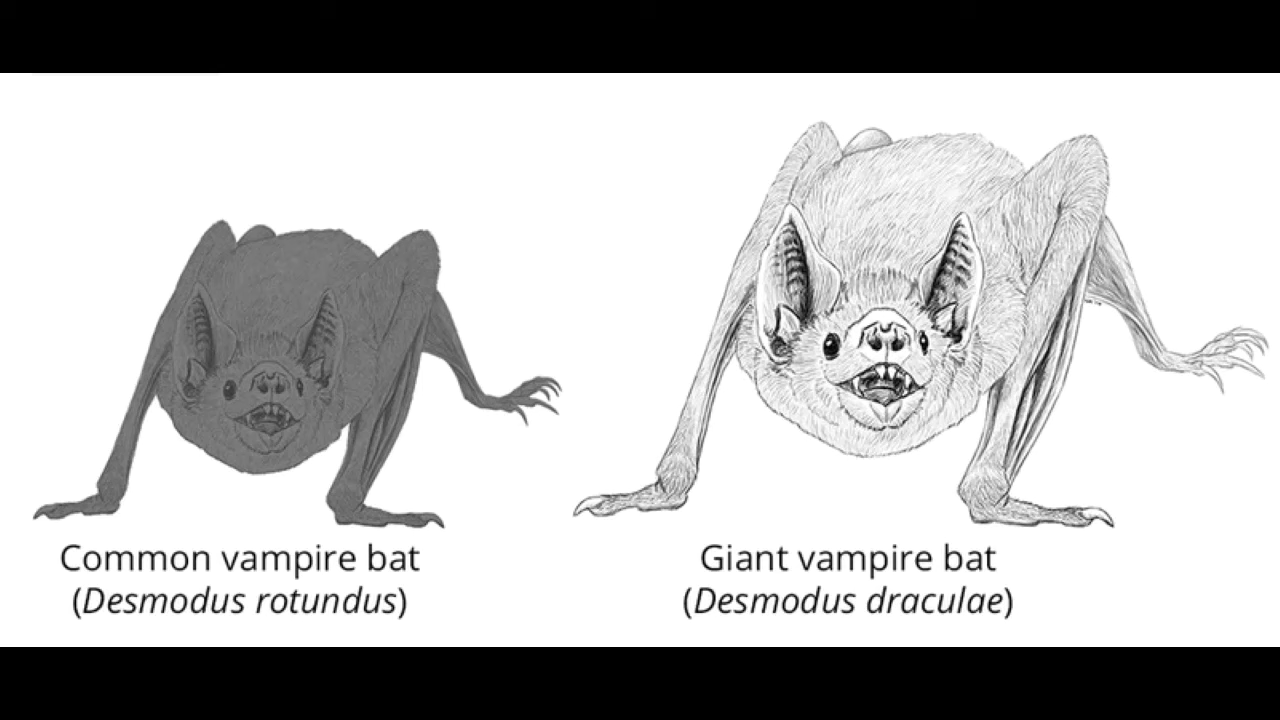 Common vampire bat
(Desmodus rotundus)
Giant vampire bat
(Desmodus draculae)